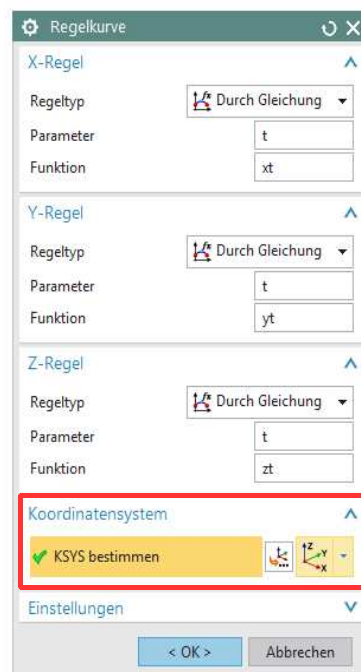 Regelkurve
X-Regel
Regeltyp Durch Gleichung
Parameter t
Funktion xt
Y-Regel
Regeltyp Durch Gleichung
Parameter t
Funktion yt
Z-Regel
Regeltyp Durch Gleichung
Parameter t
Funktion zt
Koordinatensystem
KSYS bestimmen Z Y X
Einstellungen
< OK > Abbrechen